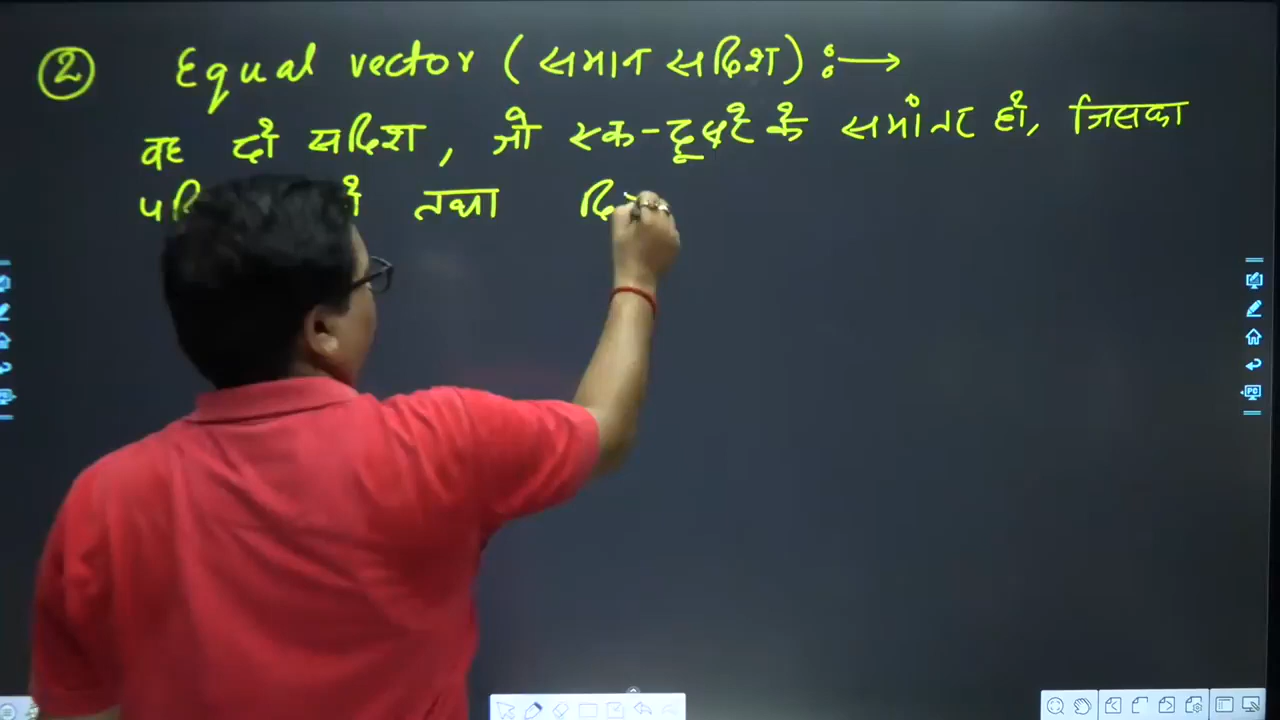 ② Equal vector (समान सदिश) :→
वह दो सदिश, जो एक-दूसरे के समांतर हो, जिसका
तथा